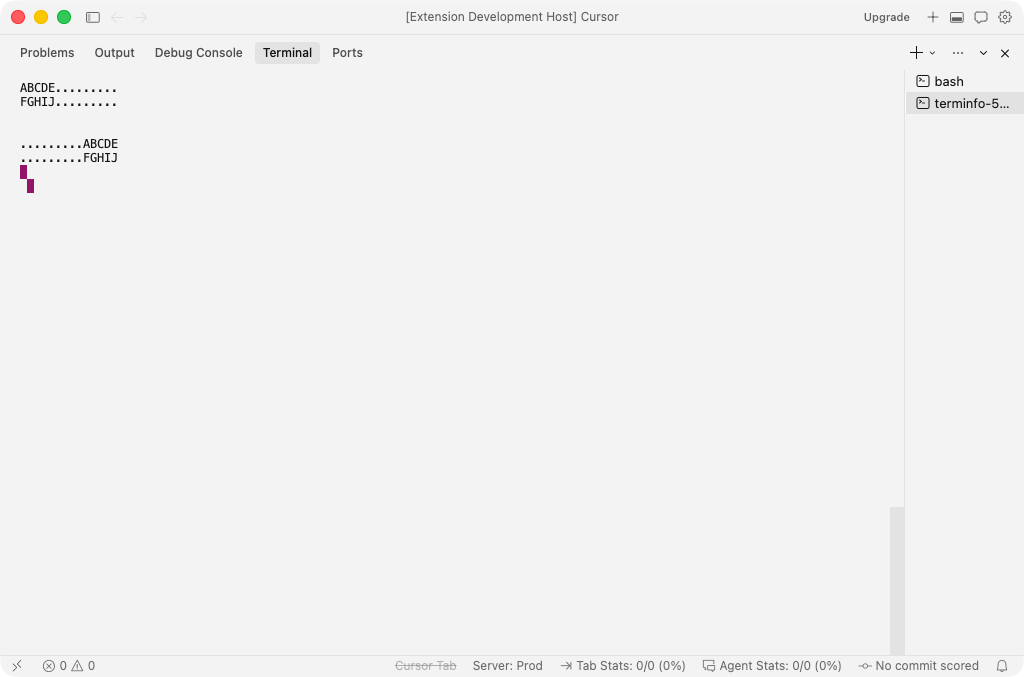 [Extension Development Host] Cursor
Upgrade
Problems Output Debug Console Terminal Ports
ABCDE.........
FGHIJ.........
.........ABCDE
.........FGHIJ
bash
terminfo-5...
0 0 Cursor Tab Server: Prod Tab Stats: 0/0 (0%) Agent Stats: 0/0 (0%) No commit scored